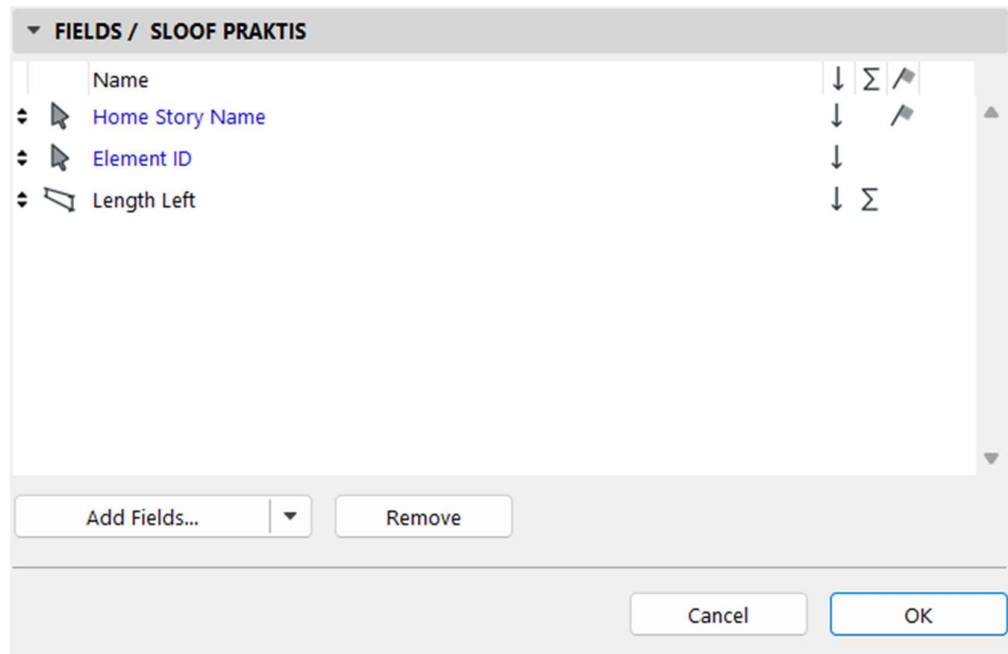 FIELDS / SLOOF PRAKTIS
Name ↓ Σ
Home Story Name ↓
Element ID ↓
Length Left ↓ Σ
Add Fields... Remove
Cancel OK